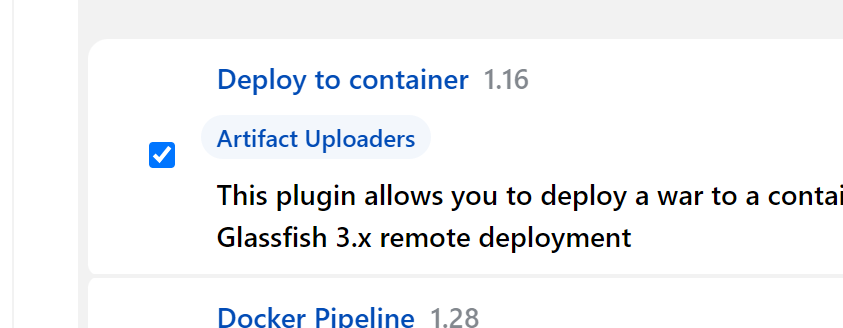 Deploy to container 1.16
Artifact Uploaders
This plugin allows you to deploy a war to a contai
Glassfish 3.x remote deployment
Docker Pipeline 1.28